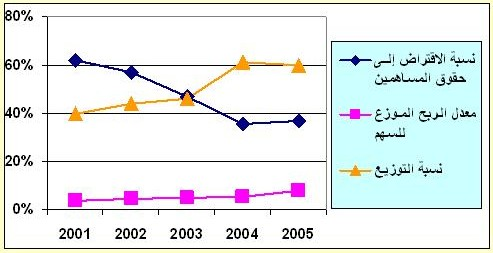 80%
60%
40%
20%
0%
2001 2002 2003 2004 2005
نسبة الاقتراض إلى
حقوق المساهمين
معدل الربح الموزع
للسهم
نسبة التوزيع